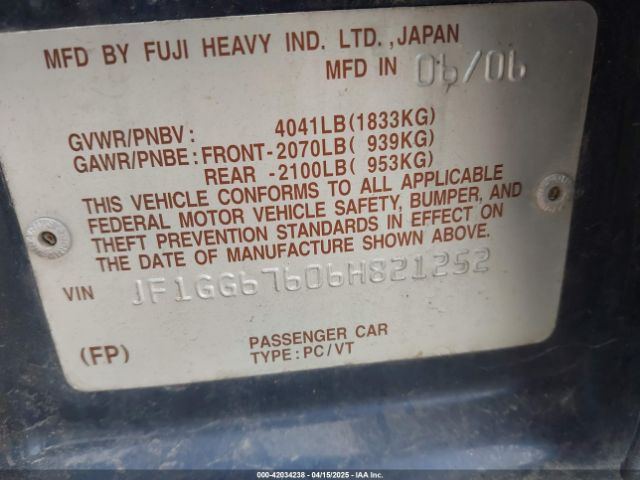 MFD BY FUJI HEAVY IND. LTD., JAPAN
MFD IN 06/06
GVWR/PNBV: 4041LB(1833KG)
GAWR/PNBE: FRONT-2070LB( 939KG)
REAR -2100LB( 953KG)
THIS VEHICLE CONFORMS TO ALL APPLICABLE
FEDERAL MOTOR VEHICLE SAFETY, BUMPER, AND
THEFT PREVENTION STANDARDS IN EFFECT ON
THE DATE OF MANUFACTURE SHOWN ABOVE.
VIN JF1GG67606H821252
(FP) PASSENGER CAR
TYPE: PC/VT
000-42034238 - 04/15/2025 - IAA Inc.